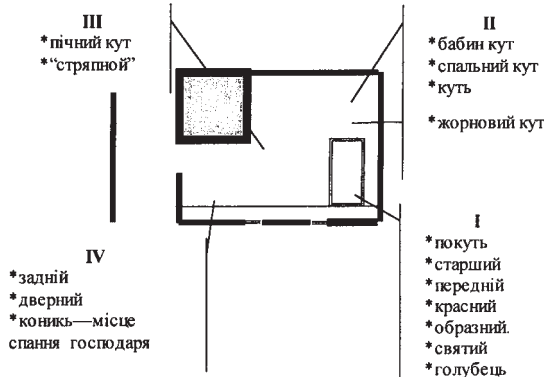 III
*пічний кут
*“стряпной”
II
*бабин кут
*спальний кут
*куть
*жорновий кут
I
*покуть
*старший
*передній
*красний
*образний.
*святий
*голубець
IV
*задній
*дверний
*коникь—місце
спання господаря